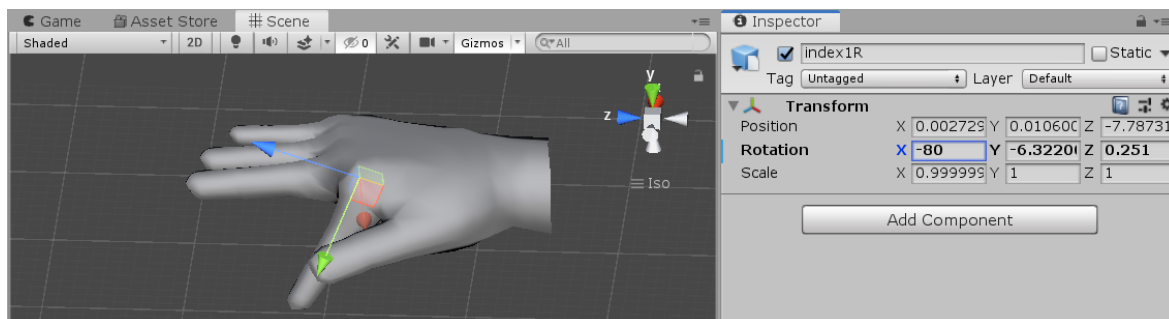 Game Asset Store Scene
Shaded 2D 0 Gizmos All
y
z
Iso
Inspector
index1R Static
Tag Untagged Layer Default
Transform
Position X 0.002729 Y 0.010600 Z -7.78731
Rotation X -80 Y -6.3220 Z 0.251
Scale X 0.999999 Y 1 Z 1
Add Component